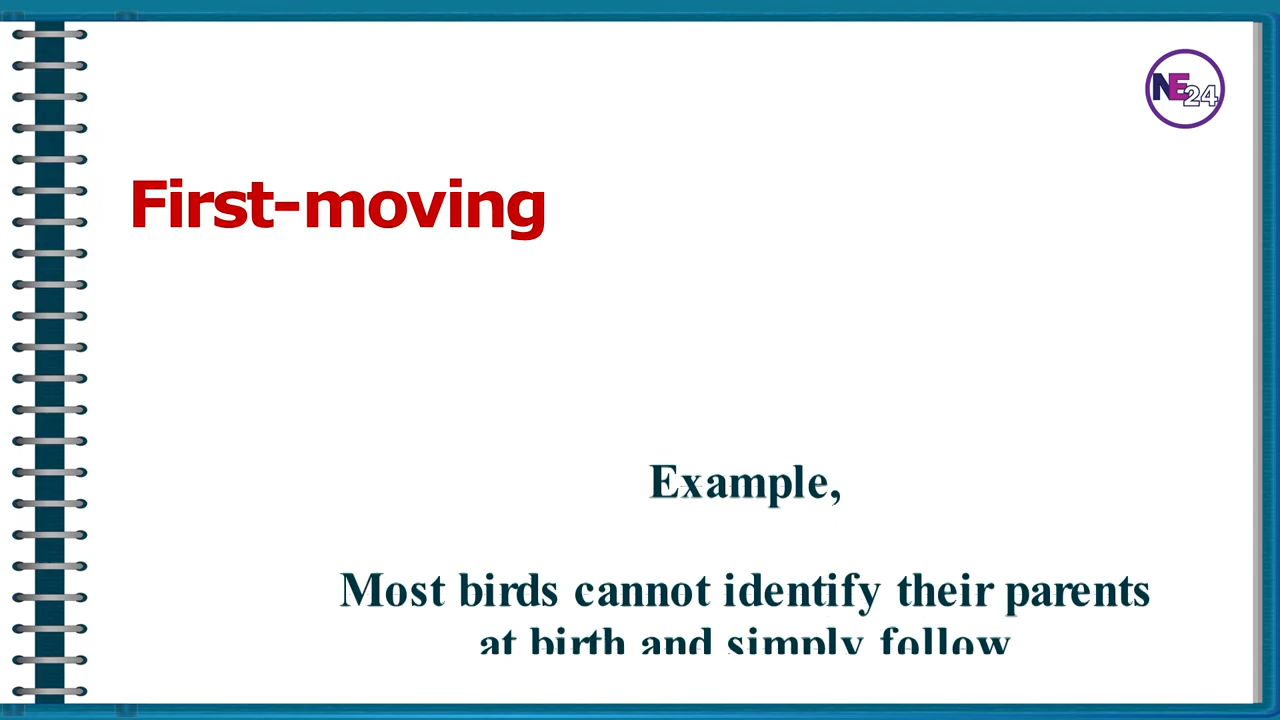 NE24
First-moving
Example,
Most birds cannot identify their parents
at birth and simply follow